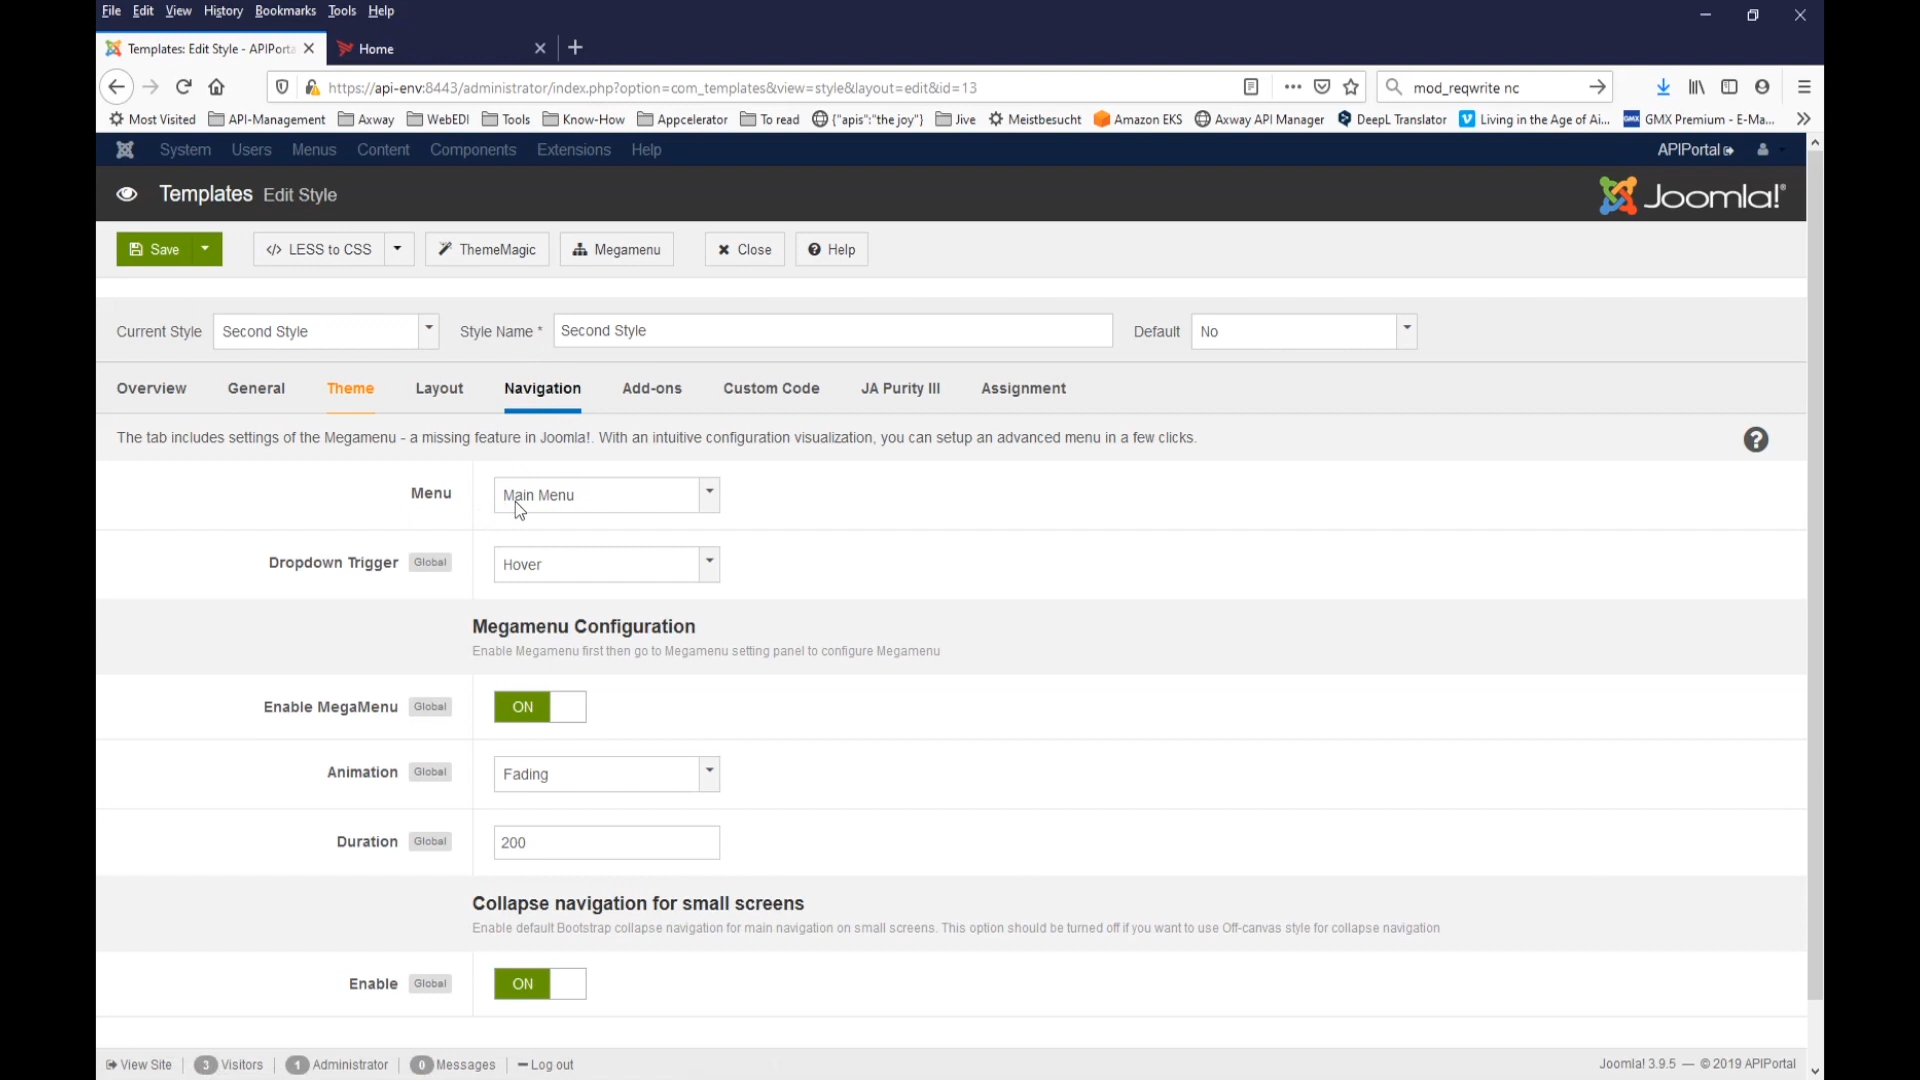 File Edit View History Bookmarks Tools Help
Templates: Edit Style - APIPorta
Home
https://api-env:8443/administrator/index.php?option=com_templates&view=style&layout=edit&id=13
mod_reqwrite nc
Most Visited API-Management Axway WebEDI Tools Know-How Appcelerator To read {"apis":"the joy"} Jive Meistbesucht Amazon EKS Axway API Manager DeepL Translator Living in the Age of Ai... GMX Premium - E-Ma...
System Users Menus Content Components Extensions Help APIPortal
Templates Edit Style Joomla!®
Save </> LESS to CSS ThemeMagic Megamenu Close Help
Current Style Second Style Style Name * Second Style Default No
Overview General Theme Layout Navigation Add-ons Custom Code JA Purity III Assignment
The tab includes settings of the Megamenu - a missing feature in Joomla!. With an intuitive configuration visualization, you can setup an advanced menu in a few clicks.
Menu Main Menu
Dropdown Trigger Global Hover
Megamenu Configuration
Enable Megamenu first then go to Megamenu setting panel to configure Megamenu
Enable MegaMenu Global ON
Animation Global Fading
Duration Global 200
Collapse navigation for small screens
Enable default Bootstrap collapse navigation for main navigation on small screens. This option should be turned off if you want to use Off-canvas style for collapse navigation
Enable Global ON
View Site 3 Visitors 1 Administrator 0 Messages Log out Joomla! 3.9.5 — © 2019 APIPortal